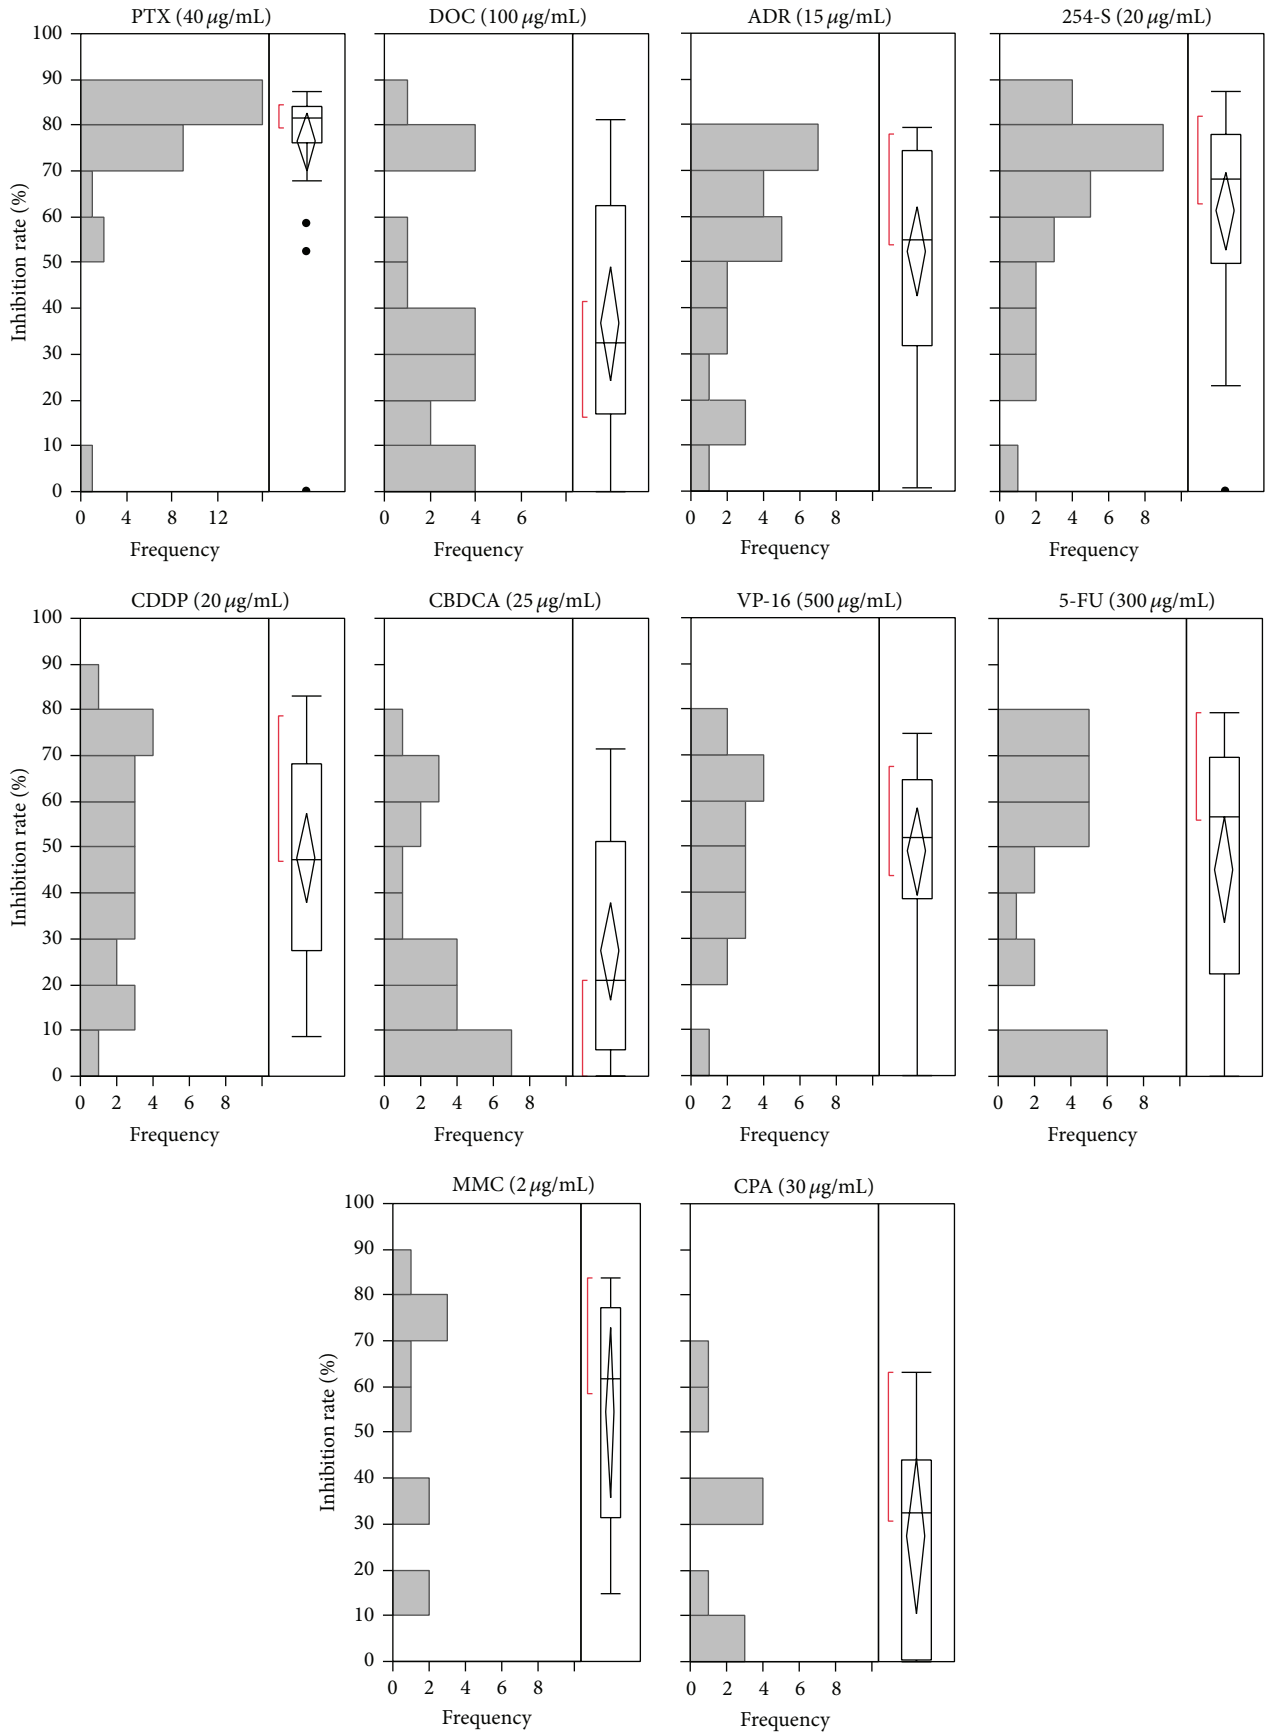 PTX (40 μg/mL) DOC (100 μg/mL) ADR (15 μg/mL) 254-S (20 μg/mL)
100
90
80
70
60
50
40
30
20
10
0
Inhibition rate (%)
0 4 8 12 0 2 4 6 0 2 4 6 8 0 2 4 6 8
Frequency Frequency Frequency Frequency
CDDP (20 μg/mL) CBDCA (25 μg/mL) VP-16 (500 μg/mL) 5-FU (300 μg/mL)
100
90
80
70
60
50
40
30
20
10
0
Inhibition rate (%)
0 2 4 6 8 0 2 4 6 8 0 2 4 6 8 0 2 4 6 8
Frequency Frequency Frequency Frequency
MMC (2 μg/mL) CPA (30 μg/mL)
100
90
80
70
60
50
40
30
20
10
0
Inhibition rate (%)
0 2 4 6 8 0 2 4 6 8
Frequency Frequency